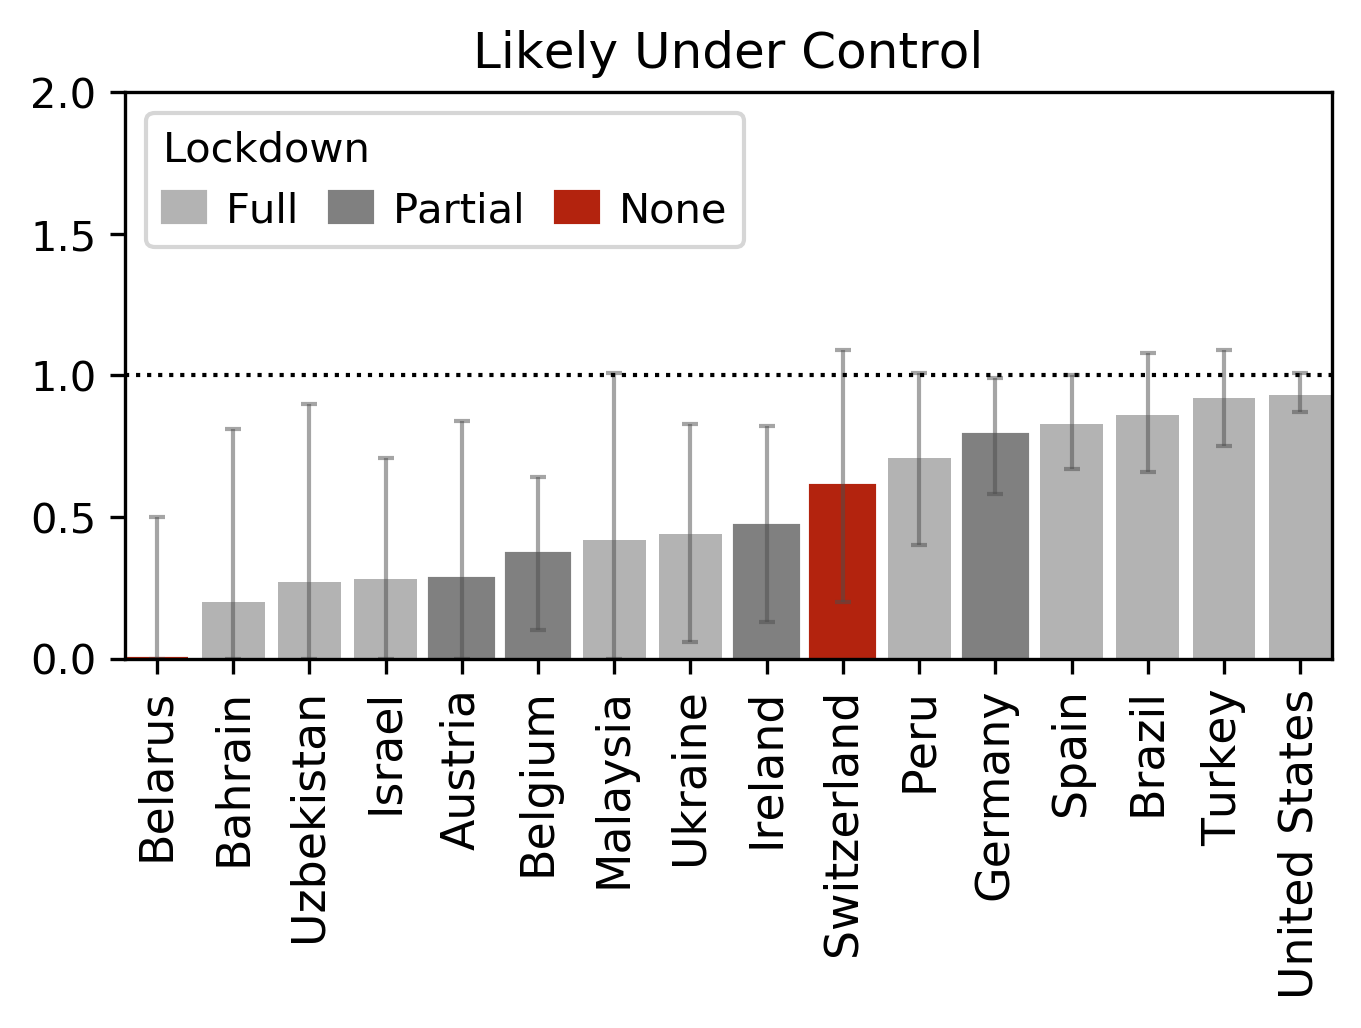 Likely Under Control
2.0
1.5
1.0
0.5
0.0
Lockdown
Full Partial None
Belarus
Bahrain
Uzbekistan
Israel
Austria
Belgium
Malaysia
Ukraine
Ireland
Switzerland
Peru
Germany
Spain
Brazil
Turkey
United States